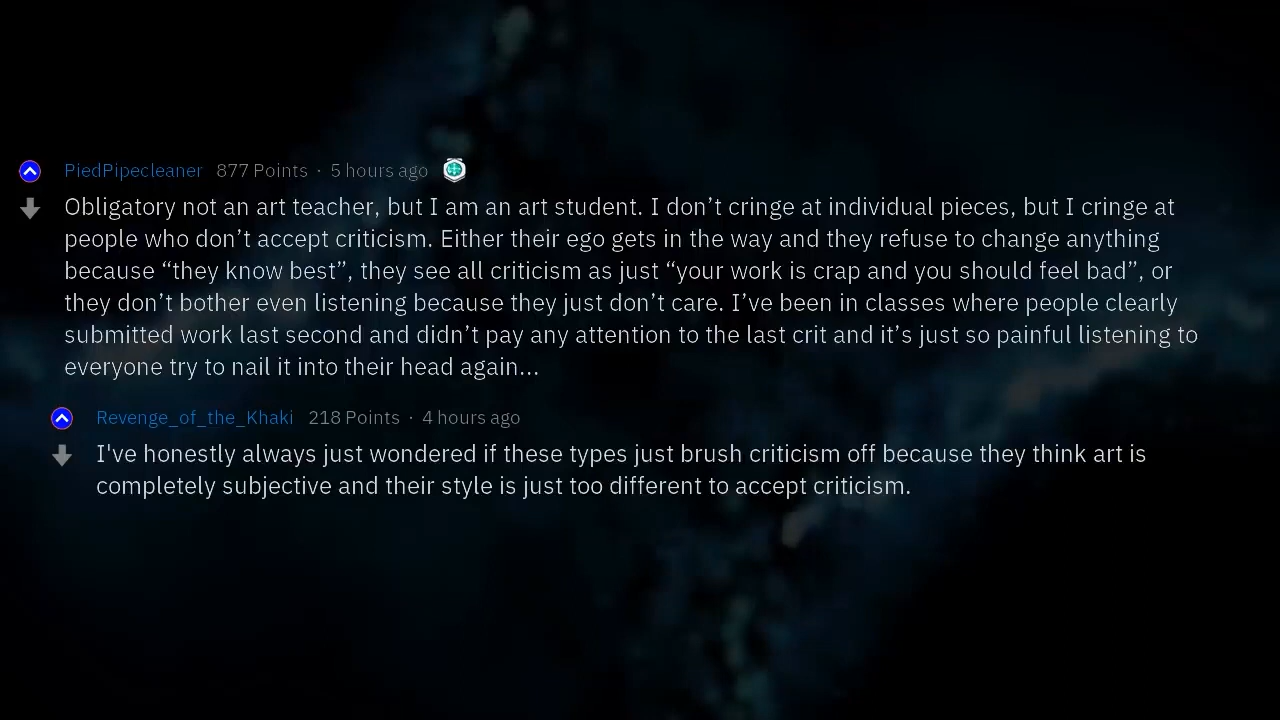 PiedPipecleaner 877 Points · 5 hours ago
Obligatory not an art teacher, but I am an art student. I don’t cringe at individual pieces, but I cringe at
people who don’t accept criticism. Either their ego gets in the way and they refuse to change anything
because “they know best”, they see all criticism as just “your work is crap and you should feel bad”, or
they don’t bother even listening because they just don’t care. I’ve been in classes where people clearly
submitted work last second and didn’t pay any attention to the last crit and it’s just so painful listening to
everyone try to nail it into their head again...
Revenge_of_the_Khaki 218 Points · 4 hours ago
I've honestly always just wondered if these types just brush criticism off because they think art is
completely subjective and their style is just too different to accept criticism.